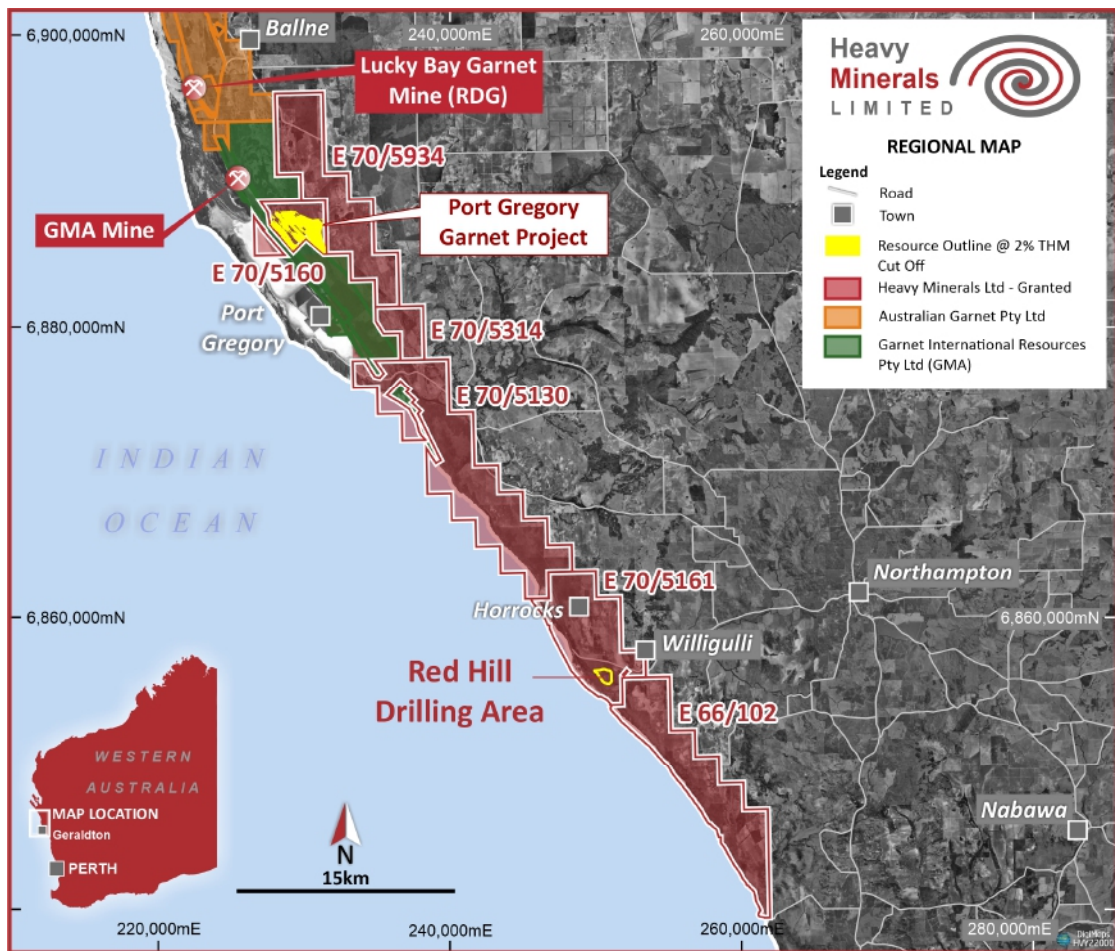 6,900,000mN
Ballne
240,000mE
260,000mE
Lucky Bay Garnet
Mine (RDG)
E 70/5934
GMA Mine
Port Gregory
Garnet Project
E 70/5160
Port
Gregory
6,880,000mN
E 70/5314
E 70/5130
INDIAN
OCEAN
Heavy
Minerals
LIMITED
REGIONAL MAP
Legend
Road
Town
Resource Outline @ 2% THM
Cut Off
Heavy Minerals Ltd - Granted
Australian Garnet Pty Ltd
Garnet International Resources
Pty Ltd (GMA)
E 70/5161
Horrocks
Northampton
6,860,000mN
6,860,000mN
Willigulli
Red Hill
Drilling Area
E 66/102
Nabawa
WESTERN
AUSTRALIA
MAP LOCATION
Geraldton
PERTH
N
15km
220,000mE
240,000mE
260,000mE
280,000mE
DigiMaps